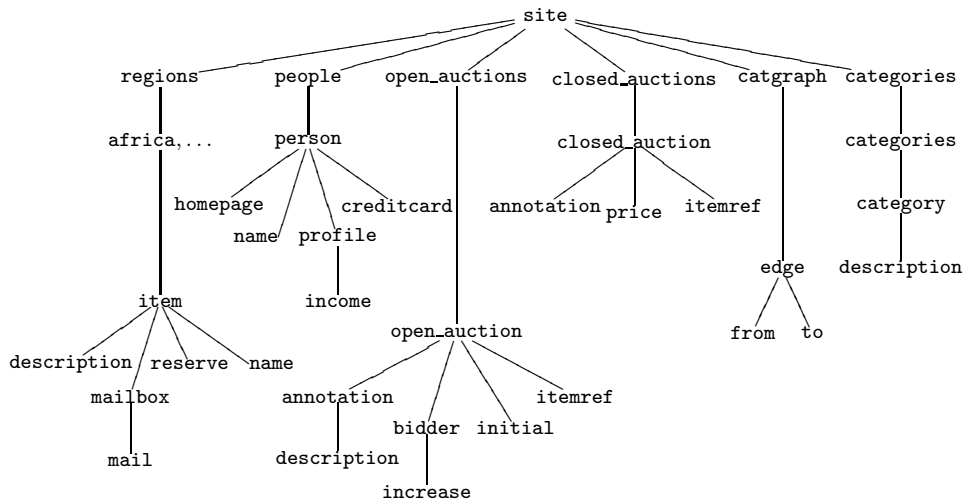 site
regions people open_auctions closed_auctions catgraph categories
africa,... person closed_auction categories
homepage creditcard annotation price itemref category
name profile
edge description
item income
open_auction from to
description reserve name
mailbox annotation itemref
bidder initial
mail description
increase